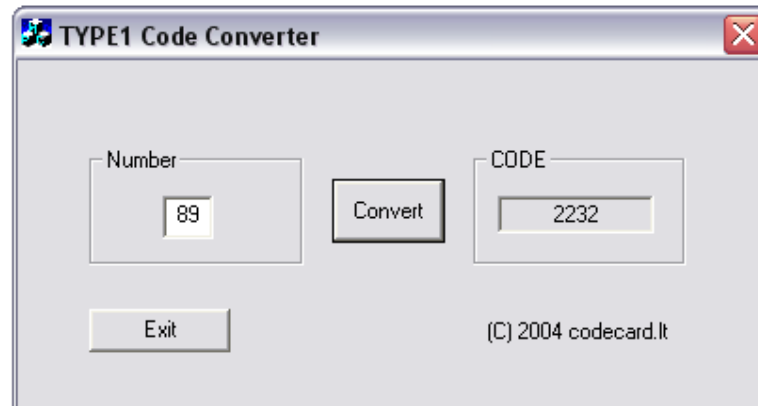 TYPE1 Code Converter
Number
89
Convert
CODE
2232
Exit
(C) 2004 codecard.lt